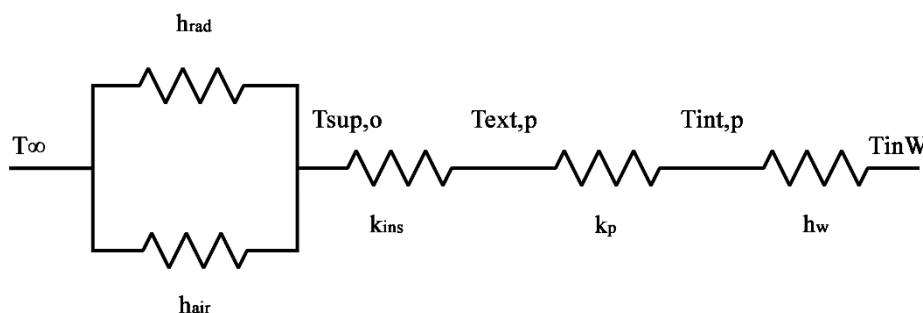 hrad
Tsup,o
Text,p
Tint,p
T∞
TinW
kins
kp
hw
hair